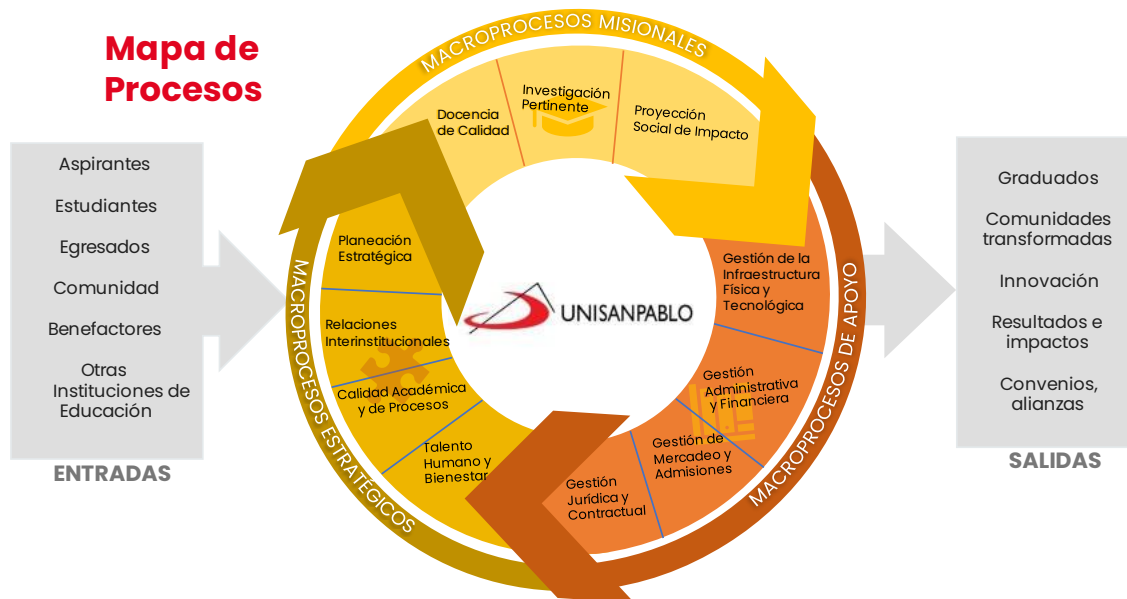 Mapa de
Procesos
Aspirantes
Estudiantes
Egresados
Comunidad
Benefactores
Otras
Instituciones de
Educación
ENTRADAS
MACROPROCESOS MISIONALES
Docencia
de Calidad
Investigación
Pertinente
Proyección
Social de Impacto
MACROPROCESOS ESTRATÉGICOS
Planeación
Estratégica
Relaciones
Interinstitucionales
Calidad Académica
y de Procesos
Talento
Humano y
Bienestar
UNISANPABLO
MACROPROCESOS DE APOYO
Gestión de la
Infraestructura
Física y
Tecnológica
Gestión
Administrativa
y Financiera
Gestión de
Mercadeo y
Admisiones
Gestión
Jurídica y
Contractual
Graduados
Comunidades
transformadas
Innovación
Resultados e
impactos
Convenios,
alianzas
SALIDAS